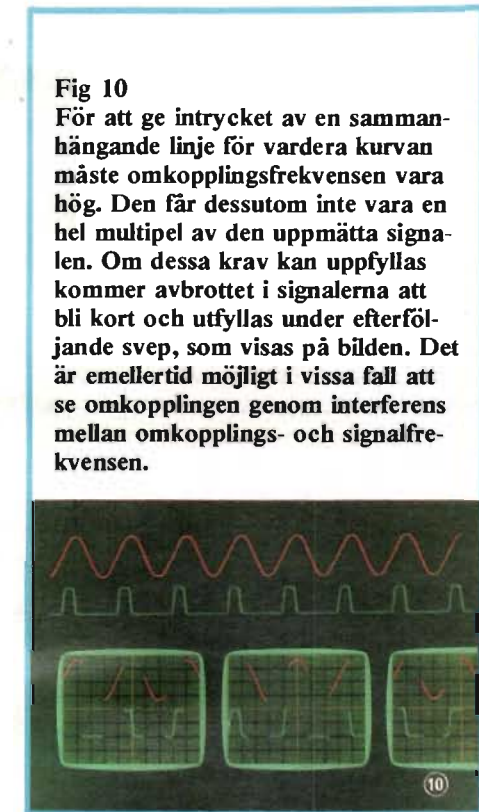 Fig 10
För att ge intrycket av en samman-
hängande linje för vardera kurvan
måste omkopplingsfrekvensen vara
hög. Den får dessutom inte vara en
hel multipel av den uppmätta signa-
len. Om dessa krav kan uppfyllas
kommer avbrottet i signalerna att
bli kort och utfyllas under efterföl-
jande svep, som visas på bilden. Det
är emellertid möjligt i vissa fall att
se omkopplingen genom interferens
mellan omkopplings- och signalfre-
kvensen.
10